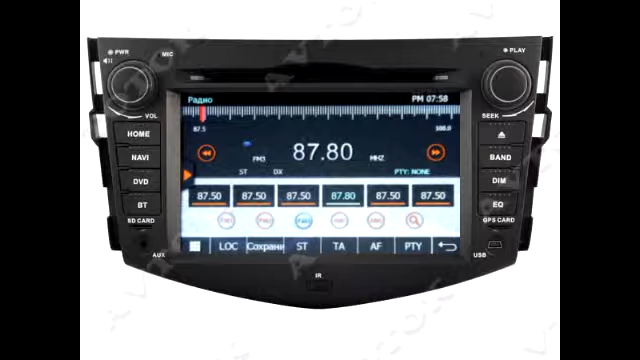 PWR
MIC
PLAY
Радио
PM 07:58
87.5
108.0
VOL
SEEK
HOME
NAVI
DVD
BT
SD CARD
AUX
FM3
87.80
MHZ
ST
DX
PTY: NONE
87.50
87.50
87.50
87.80
87.50
87.50
LOC
Сохрани
ST
TA
AF
PTY
BAND
DIM
EQ
GPS CARD
USB
IR